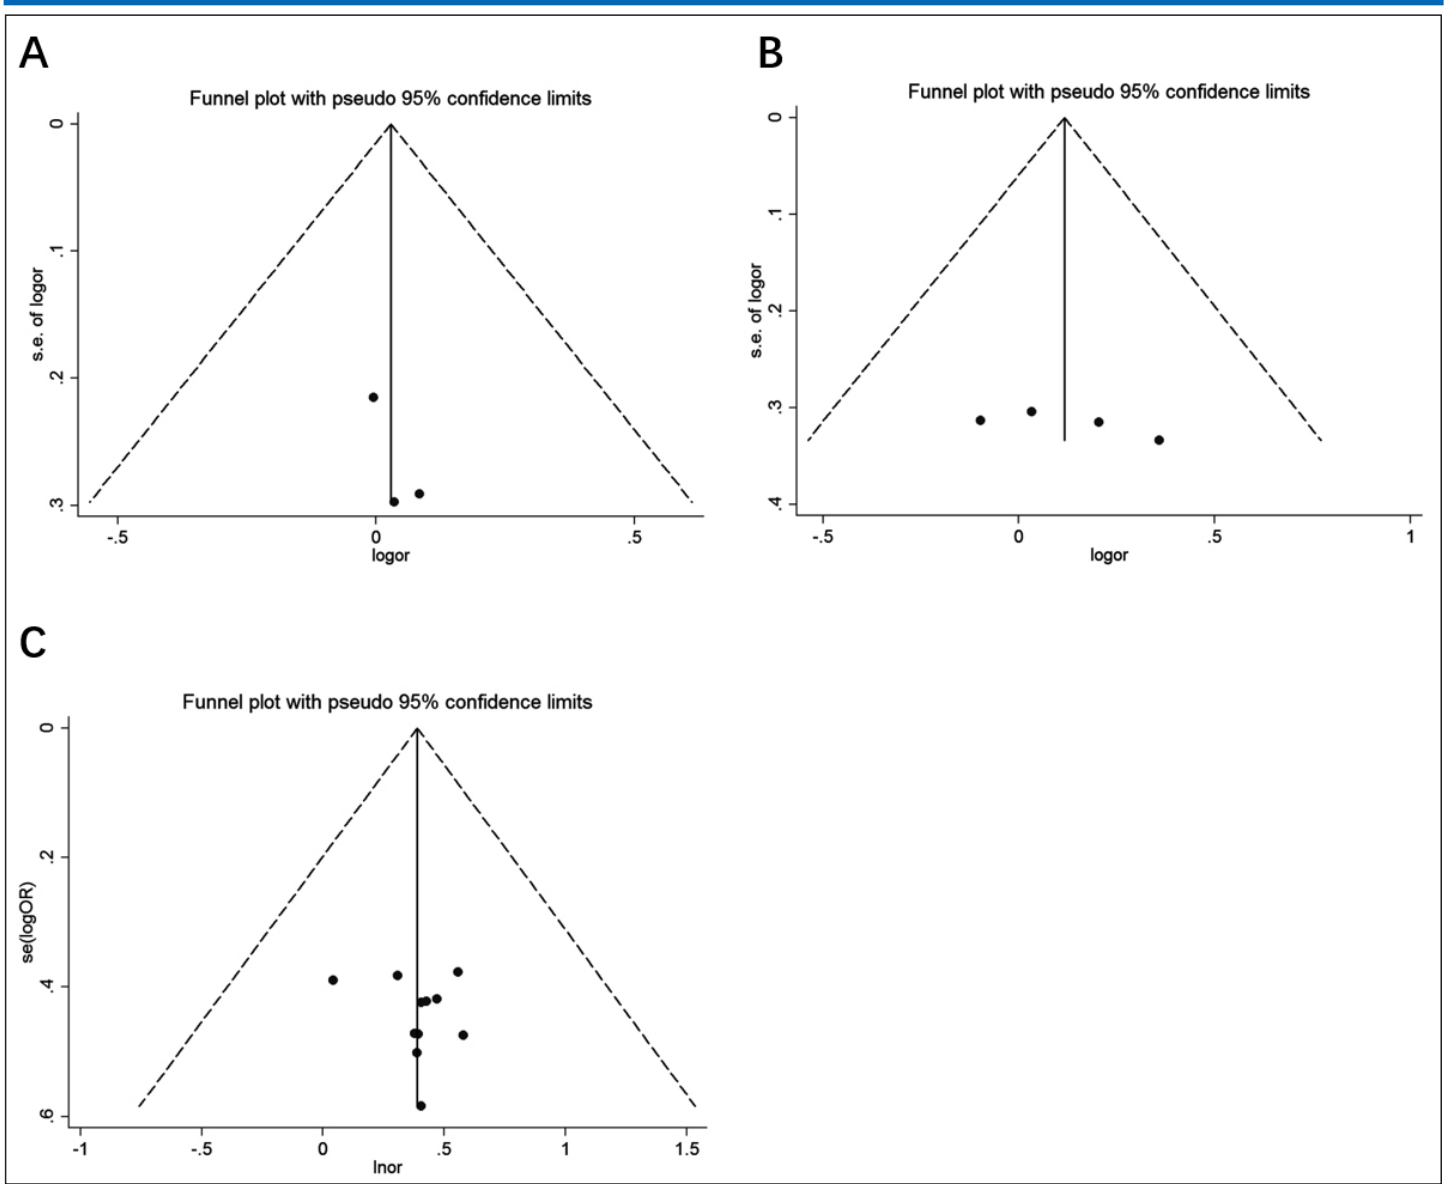 A
Funnel plot with pseudo 95% confidence limits
0
.1
.2
.3
s.e. of logor
-.5
0
.5
logor
B
Funnel plot with pseudo 95% confidence limits
0
.1
.2
.3
.4
s.e. of logor
-.5
0
.5
1
logor
C
Funnel plot with pseudo 95% confidence limits
0
.2
.4
.6
se(logOR)
-1
-.5
0
.5
1
1.5
lnor